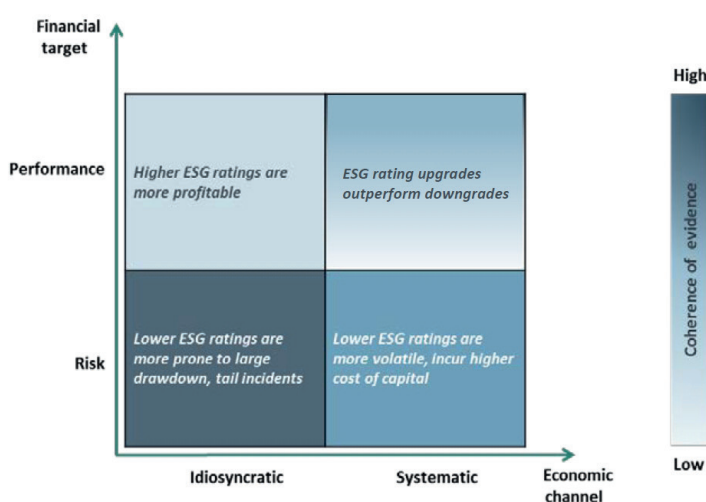 Financial
target
High
Performance
Higher ESG ratings are
more profitable
ESG rating upgrades
outperform downgrades
Coherence of evidence
Risk
Lower ESG ratings are
more prone to large
drawdown, tail incidents
Lower ESG ratings are
more volatile, incur higher
cost of capital
Low
Idiosyncratic
Systematic
Economic
channel